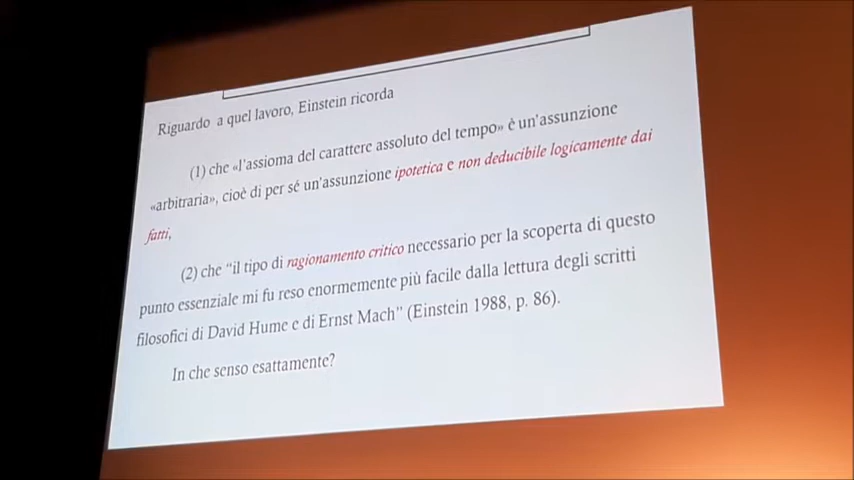 Riguardo a quel lavoro, Einstein ricorda
(1) che «l'assioma del carattere assoluto del tempo» è un'assunzione
«arbitraria», cioè di per sé un'assunzione ipotetica e non deducibile logicamente dai
fatti,
(2) che “il tipo di ragionamento critico necessario per la scoperta di questo
punto essenziale mi fu reso enormemente più facile dalla lettura degli scritti
filosofici di David Hume e di Ernst Mach” (Einstein 1988, p. 86).
In che senso esattamente?